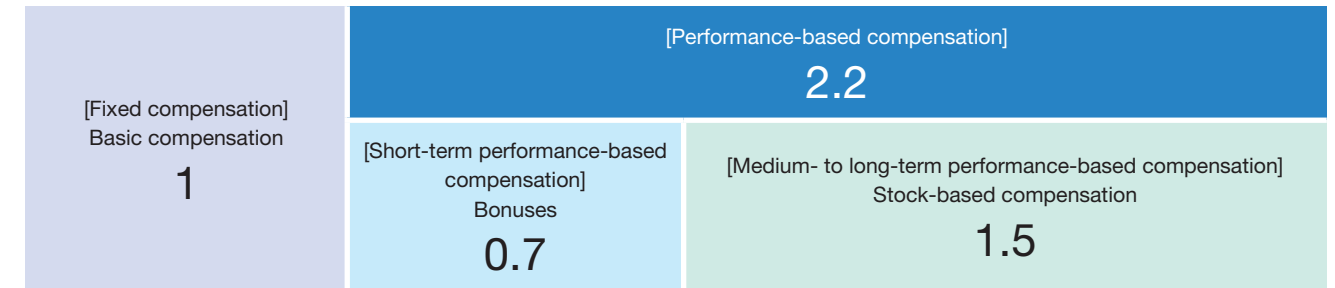 [Fixed compensation]
Basic compensation
1
[Performance-based compensation]
2.2
[Short-term performance-based
compensation]
Bonuses
0.7
[Medium- to long-term performance-based compensation]
Stock-based compensation
1.5